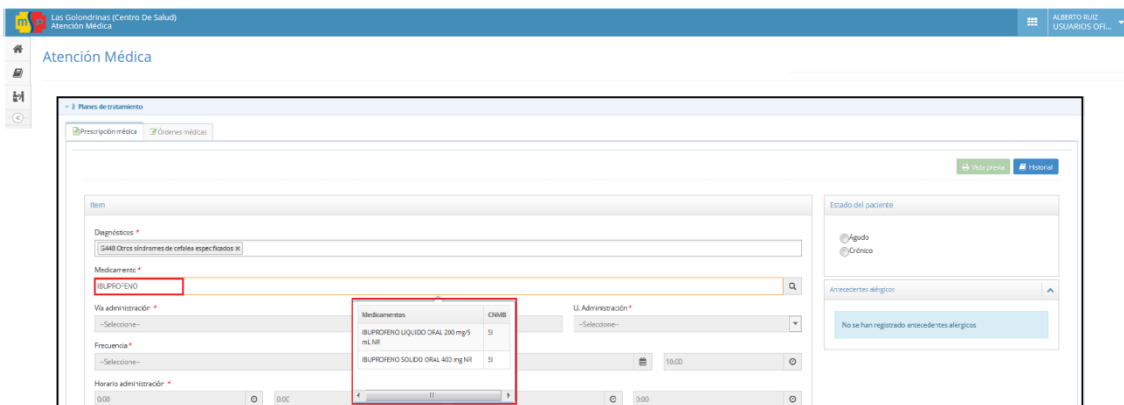 Las Golondrinas (Centro De Salud)
Atención Médica
ALBERTO RUIZ
USUARIOS OFI...
Atención Médica
Planes de tratamiento
Prescripción médica
Órdenes médicas
Vista previa
Historial
Item
Estado del paciente
Diagnósticos *
G448 Otros síndromes de cefalea especificados
Agudo
Crónico
Medicamento *
IBUPROFENO
Antecedentes alérgicos
No se han registrado antecedentes alérgicos
Vía administración *
U. Administración *
--Seleccione--
--Seleccione--
Medicamentos CNMB
IBUPROFENO LIQUIDO ORAL 200 mg/5 SI
mL NR
IBUPROFENO SOLIDO ORAL 400 mg NR SI
Frecuencia *
--Seleccione--
10:00
Horario administración *
0:00
0:00
0:00